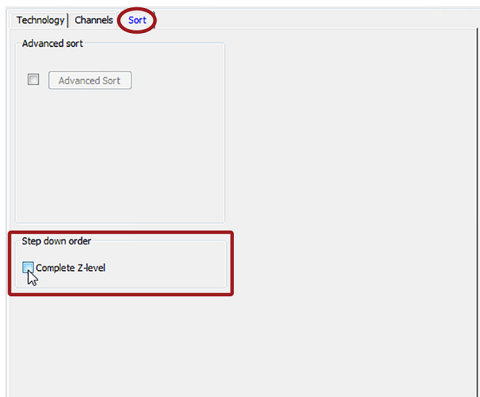 Technology Channels Sort
Advanced sort
Advanced Sort
Step down order
Complete Z-level